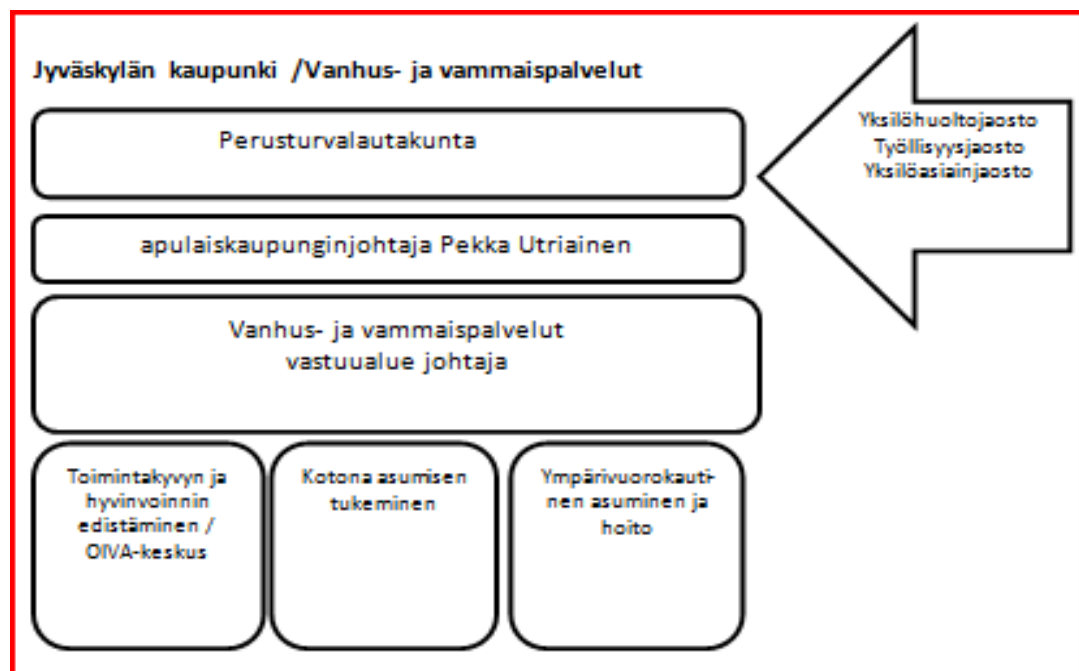 Jyväskylän kaupunki /Vanhus- ja vammaispalvelut
Perusturvalautakunta
Yksilöhuoltojaosto
Työllisyysjaosto
Yksilöasiainjaosto
apulaiskaupunginjohtaja Pekka Utriainen
Vanhus- ja vammaispalvelut
vastuualue johtaja
Toimintakyvyn ja
hyvinvoinnin
edistäminen /
OIVA-keskus
Kotona asumisen
tukeminen
Ympärivuorokauti-
nen asuminen ja
hoito